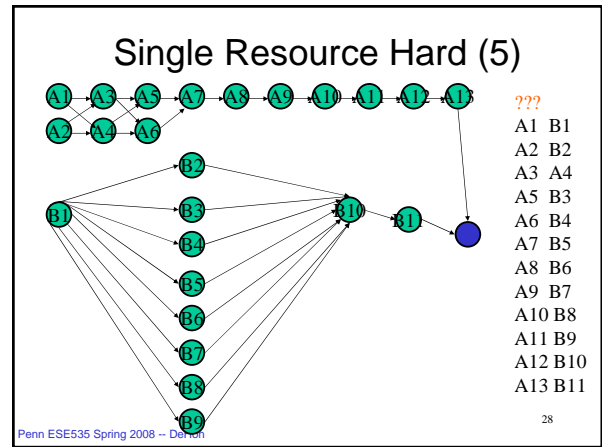 Single Resource Hard (5)
A1 A3 A5 A7 A8 A9 A10 A11 A12 A13
A2 A4 A6
B1
B2
B3
B4
B5
B6
B7
B8
B9
B10
B11
???
A1 B1
A2 B2
A3 A4
A5 B3
A6 B4
A7 B5
A8 B6
A9 B7
A10 B8
A11 B9
A12 B10
A13 B11
Penn ESE535 Spring 2008 --
28